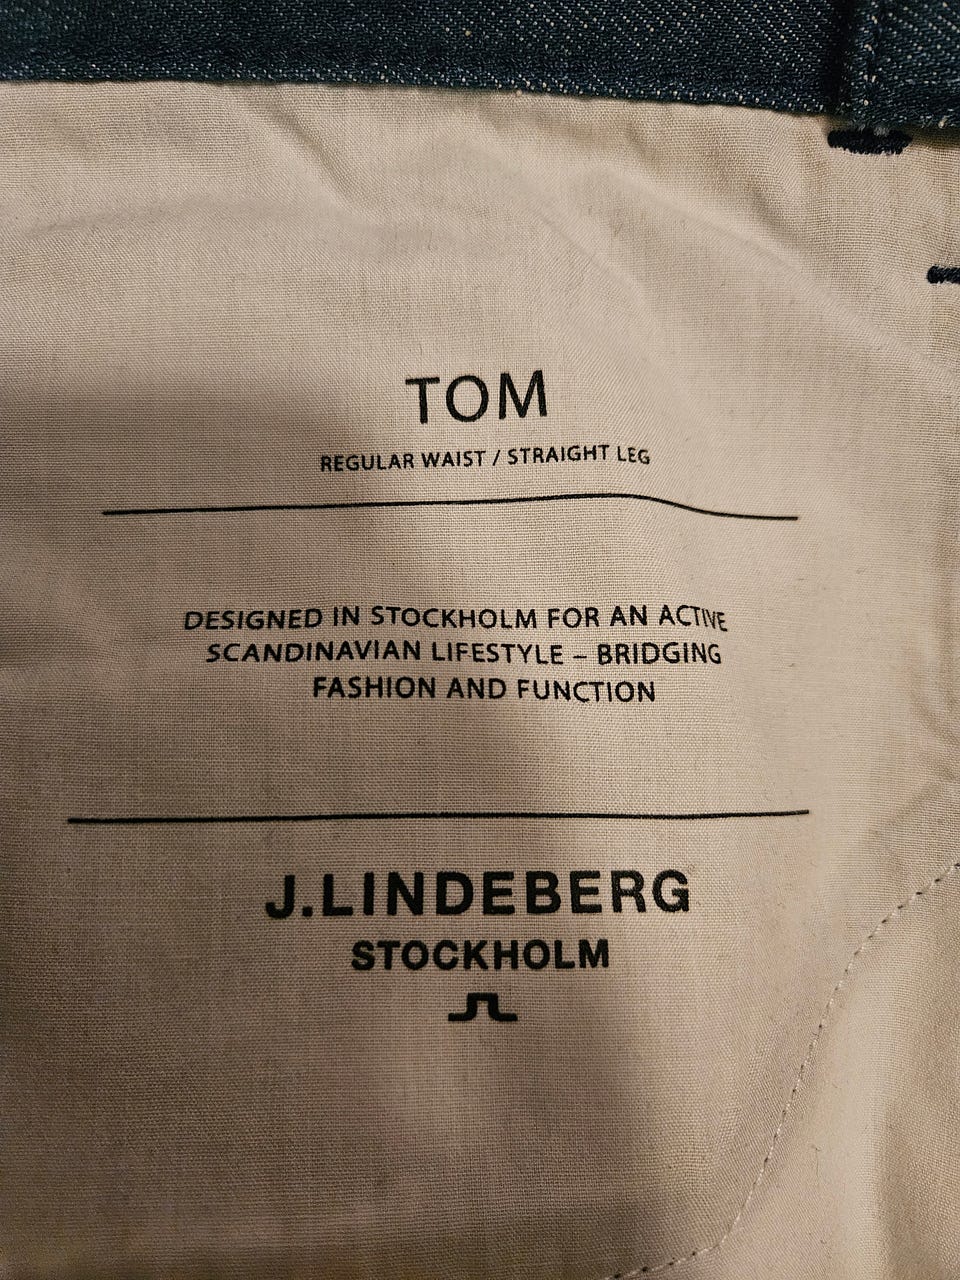 TOM
REGULAR WAIST / STRAIGHT LEG
DESIGNED IN STOCKHOLM FOR AN ACTIVE
SCANDINAVIAN LIFESTYLE – BRIDGING
FASHION AND FUNCTION
J.LINDEBERG
STOCKHOLM